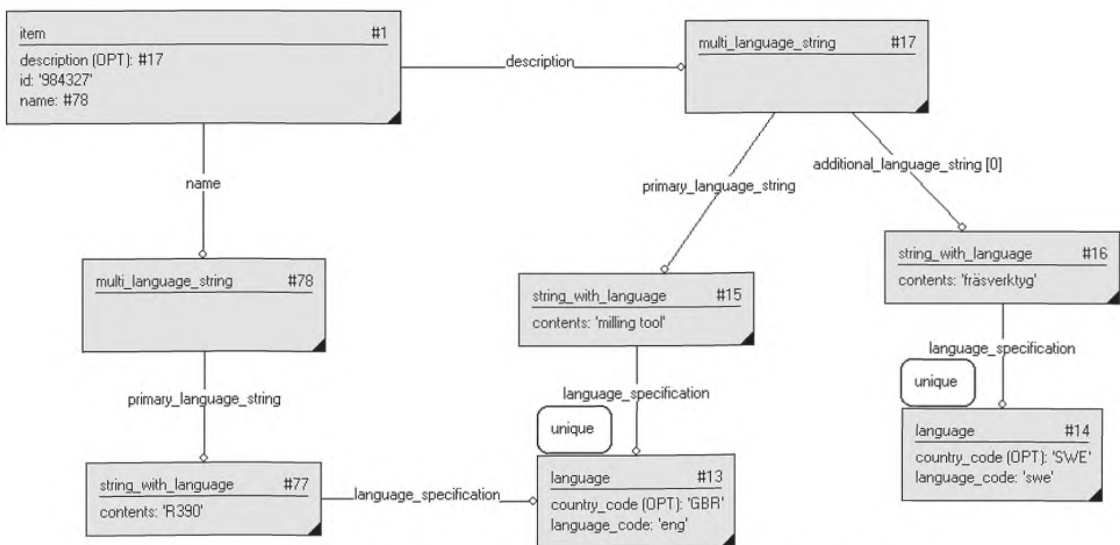 item #1
description (OPT): #17
id: '984327'
name: #78
description
multi_language_string #17
name
primary_language_string
additional_language_string [0]
multi_language_string #78
string_with_language #15
contents: 'milling tool'
string_with_language #16
contents: 'fräsverktyg'
primary_language_string
language_specification
language_specification
unique
unique
string_with_language #77
contents: 'R390'
language_specification
language #13
country_code (OPT): 'GBR'
language_code: 'eng'
language #14
country_code (OPT): 'SWE'
language_code: 'swe'